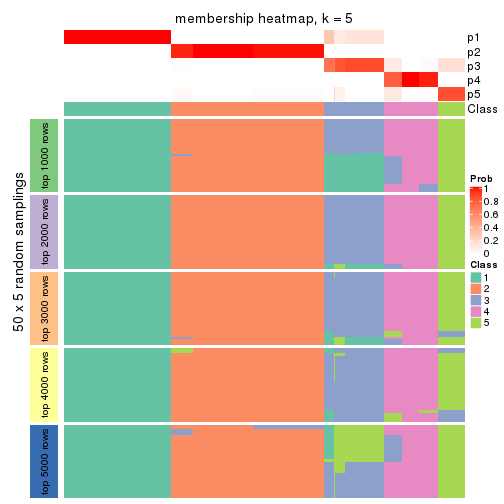 membership heatmap, k = 5
p1
p2
p3
p4
p5
Class
50 x 5 random samplings
top 1000 rows
top 2000 rows
top 3000 rows
top 4000 rows
top 5000 rows
Prob
1
0.8
0.6
0.4
0.2
0
Class
1
2
3
4
5